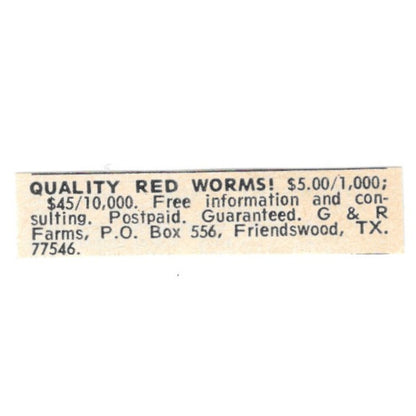 QUALITY RED WORMS! $5.00/1,000;
$45/10,000. Free information and con-
sulting. Postpaid. Guaranteed. G & R
Farms, P.O. Box 556, Friendswood, TX.
77546.